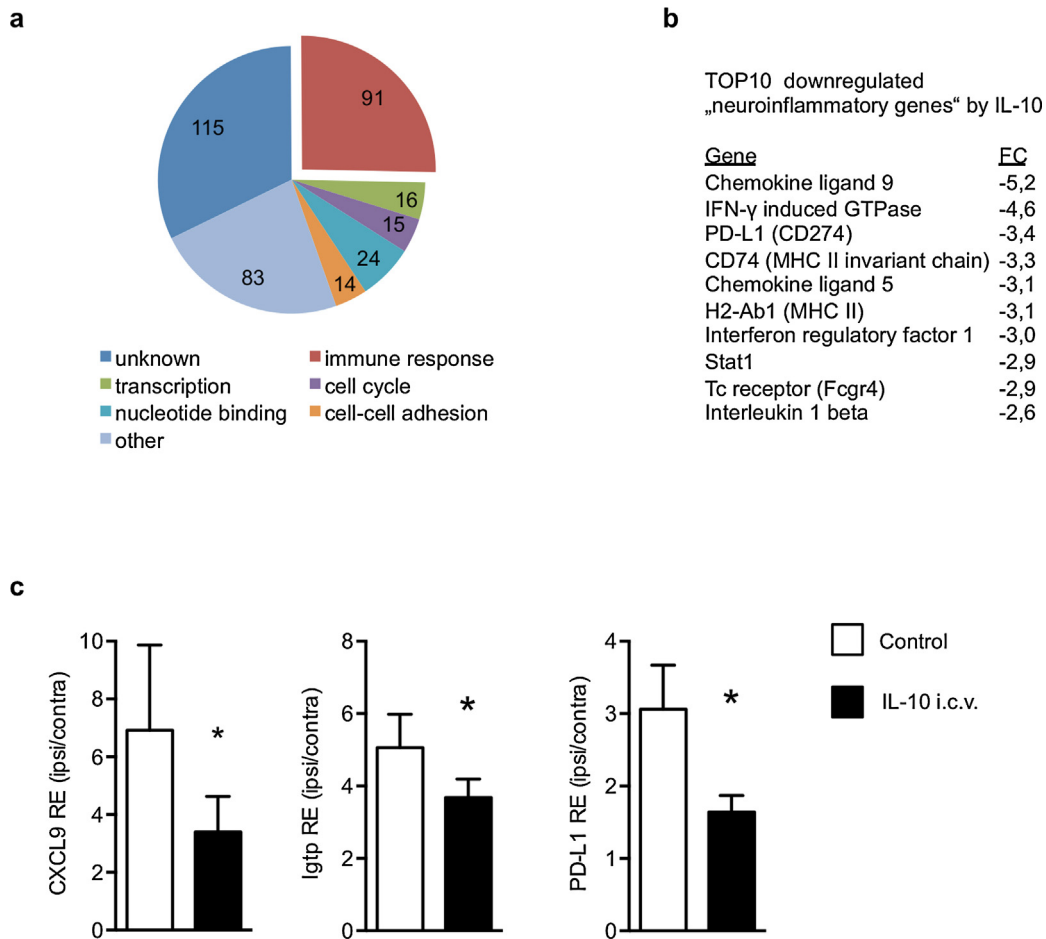 a
91
115
16
15
24
14
83
unknown
immune response
transcription
cell cycle
nucleotide binding
cell-cell adhesion
other
b
TOP10 downregulated
„neuroinflammatory genes“ by IL-10
Gene FC
Chemokine ligand 9 -5,2
IFN-γ induced GTPase -4,6
PD-L1 (CD274) -3,4
CD74 (MHC II invariant chain) -3,3
Chemokine ligand 5 -3,1
H2-Ab1 (MHC II) -3,1
Interferon regulatory factor 1 -3,0
Stat1 -2,9
Tc receptor (Fcgr4) -2,9
Interleukin 1 beta -2,6
c
CXCL9 RE (ipsi/contra)
10
8
6
4
2
0
*
Igtp RE (ipsi/contra)
8
6
4
2
0
*
PD-L1 RE (ipsi/contra)
4
3
2
1
0
*
Control
IL-10 i.c.v.